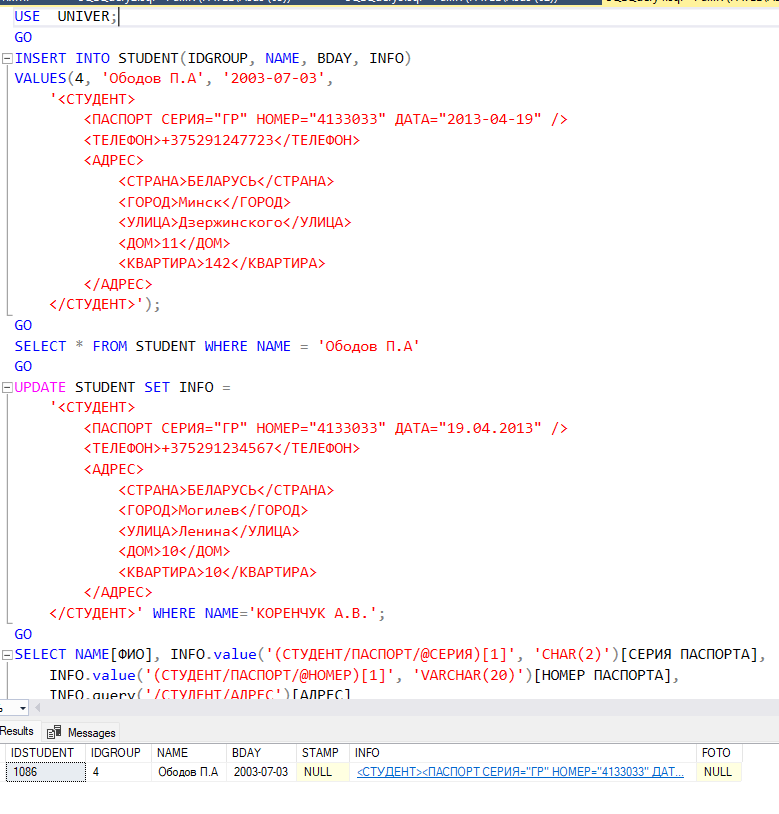 USE  UNIVER;
GO
INSERT INTO STUDENT(IDGROUP, NAME, BDAY, INFO)
VALUES(4, 'Ободов П.А', '2003-07-03',
    '<СТУДЕНТ>
        <ПАСПОРТ СЕРИЯ="ГР" НОМЕР="4133033" ДАТА="2013-04-19" />
        <ТЕЛЕФОН>+375291247723</ТЕЛЕФОН>
        <АДРЕС>
            <СТРАНА>БЕЛАРУСЬ</СТРАНА>
            <ГОРОД>Минск</ГОРОД>
            <УЛИЦА>Дзержинского</УЛИЦА>
            <ДОМ>11</ДОМ>
            <КВАРТИРА>142</КВАРТИРА>
        </АДРЕС>
    </СТУДЕНТ>');
GO
SELECT * FROM STUDENT WHERE NAME = 'Ободов П.А'
GO
UPDATE STUDENT SET INFO =
    '<СТУДЕНТ>
        <ПАСПОРТ СЕРИЯ="ГР" НОМЕР="4133033" ДАТА="19.04.2013" />
        <ТЕЛЕФОН>+375291234567</ТЕЛЕФОН>
        <АДРЕС>
            <СТРАНА>БЕЛАРУСЬ</СТРАНА>
            <ГОРОД>Могилев</ГОРОД>
            <УЛИЦА>Ленина</УЛИЦА>
            <ДОМ>10</ДОМ>
            <КВАРТИРА>10</КВАРТИРА>
        </АДРЕС>
    </СТУДЕНТ>' WHERE NAME='КОРЕНЧУК А.В.';
GO
SELECT NAME[ФИО], INFO.value('(СТУДЕНТ/ПАСПОРТ/@СЕРИЯ)[1]', 'CHAR(2)')[СЕРИЯ ПАСПОРТА],
    INFO.value('(СТУДЕНТ/ПАСПОРТ/@НОМЕР)[1]', 'VARCHAR(20)')[НОМЕР ПАСПОРТА],
    INFO.query('/СТУДЕНТ/АДРЕС')[АДРЕС]
Results Messages
IDSTUDENT IDGROUP NAME BDAY STAMP INFO FOTO
1086 4 Ободов П.А 2003-07-03 NULL <СТУДЕНТ><ПАСПОРТ СЕРИЯ="ГР" НОМЕР="4133033" ДАТ... NULL